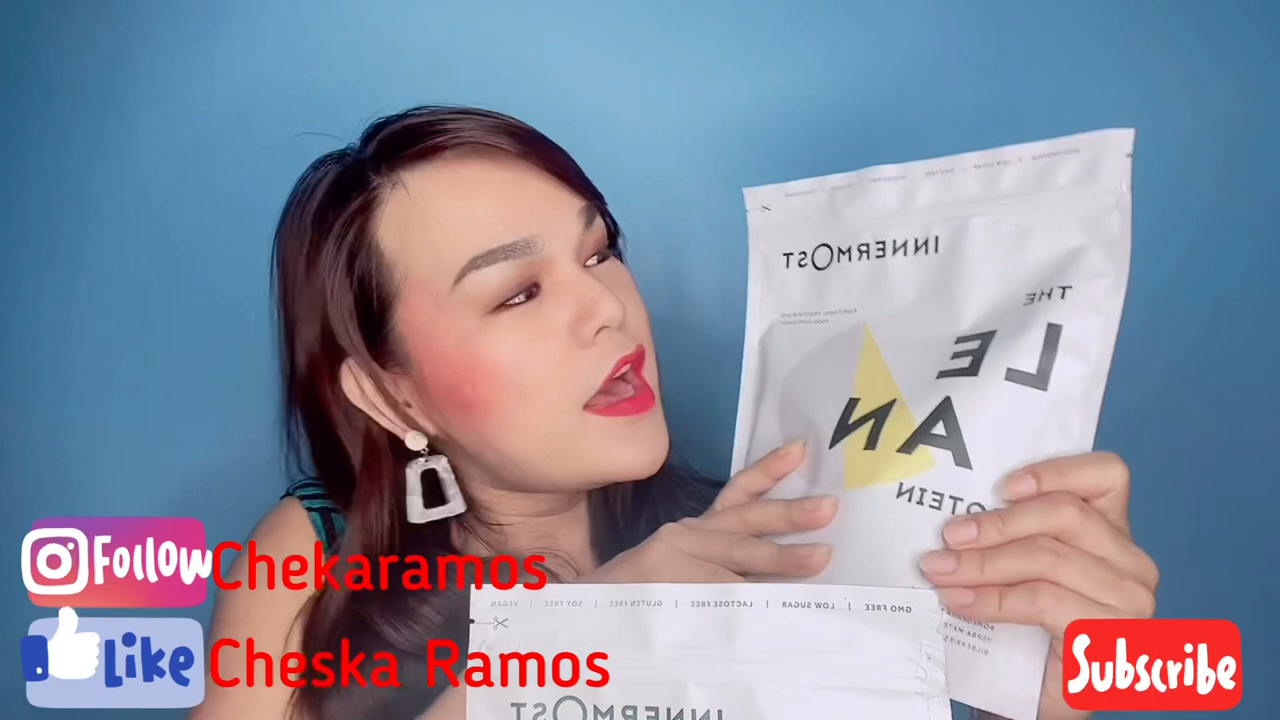 INNERMOST
THE
LE
AN
OTEIN
Follow Chekaramos
GMO FREE | LOW SUGAR | LACTOSE FREE | GLUTEN FREE | SOY FREE | VEGAN
Like Cheska Ramos
Subscribe
INNERMOST